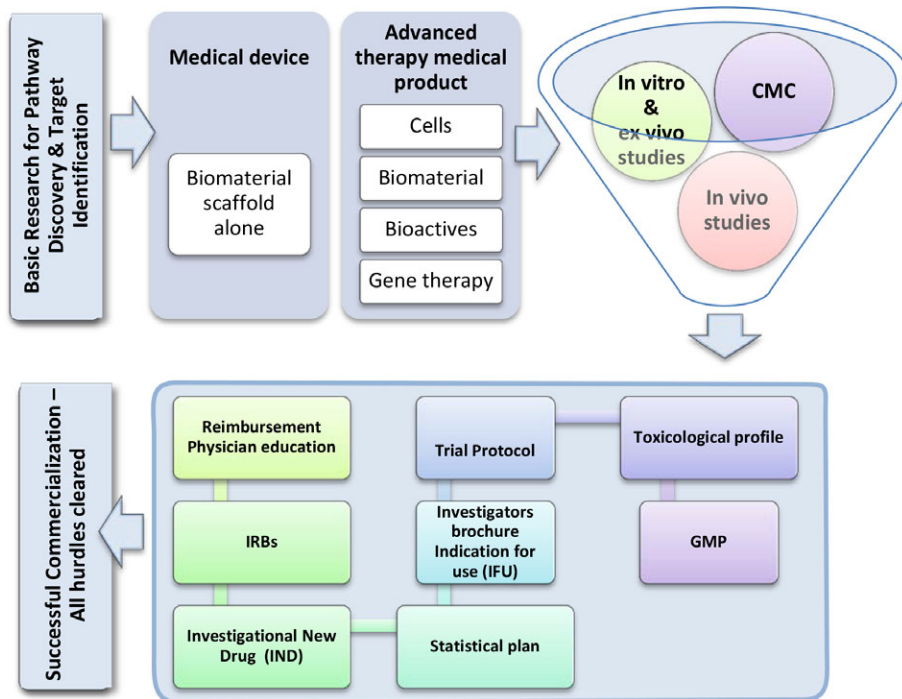 Basic Research for Pathway
Discovery & Target
Identification
Medical device
Biomaterial
scaffold
alone
Advanced
therapy medical
product
Cells
Biomaterial
Bioactives
Gene therapy
In vitro
&
ex vivo
studies
CMC
In vivo
studies
Successful Commercialization –
All hurdles cleared
Reimbursement
Physician education
IRBs
Investigational New
Drug (IND)
Trial Protocol
Investigators
brochure
Indication for
use (IFU)
Statistical plan
Toxicological profile
GMP